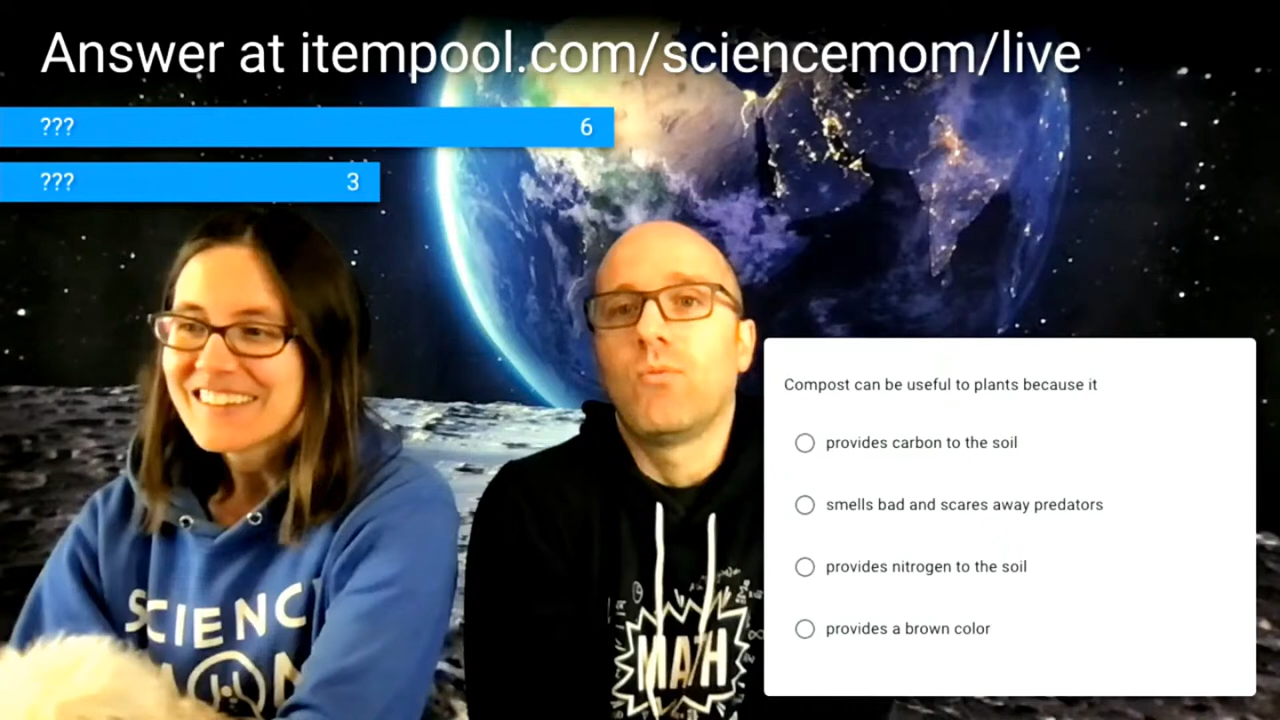 Answer at itempool.com/sciencemom/live
??? 6
??? 3
Compost can be useful to plants because it
provides carbon to the soil
smells bad and scares away predators
provides nitrogen to the soil
provides a brown color
SCIENC
MATH